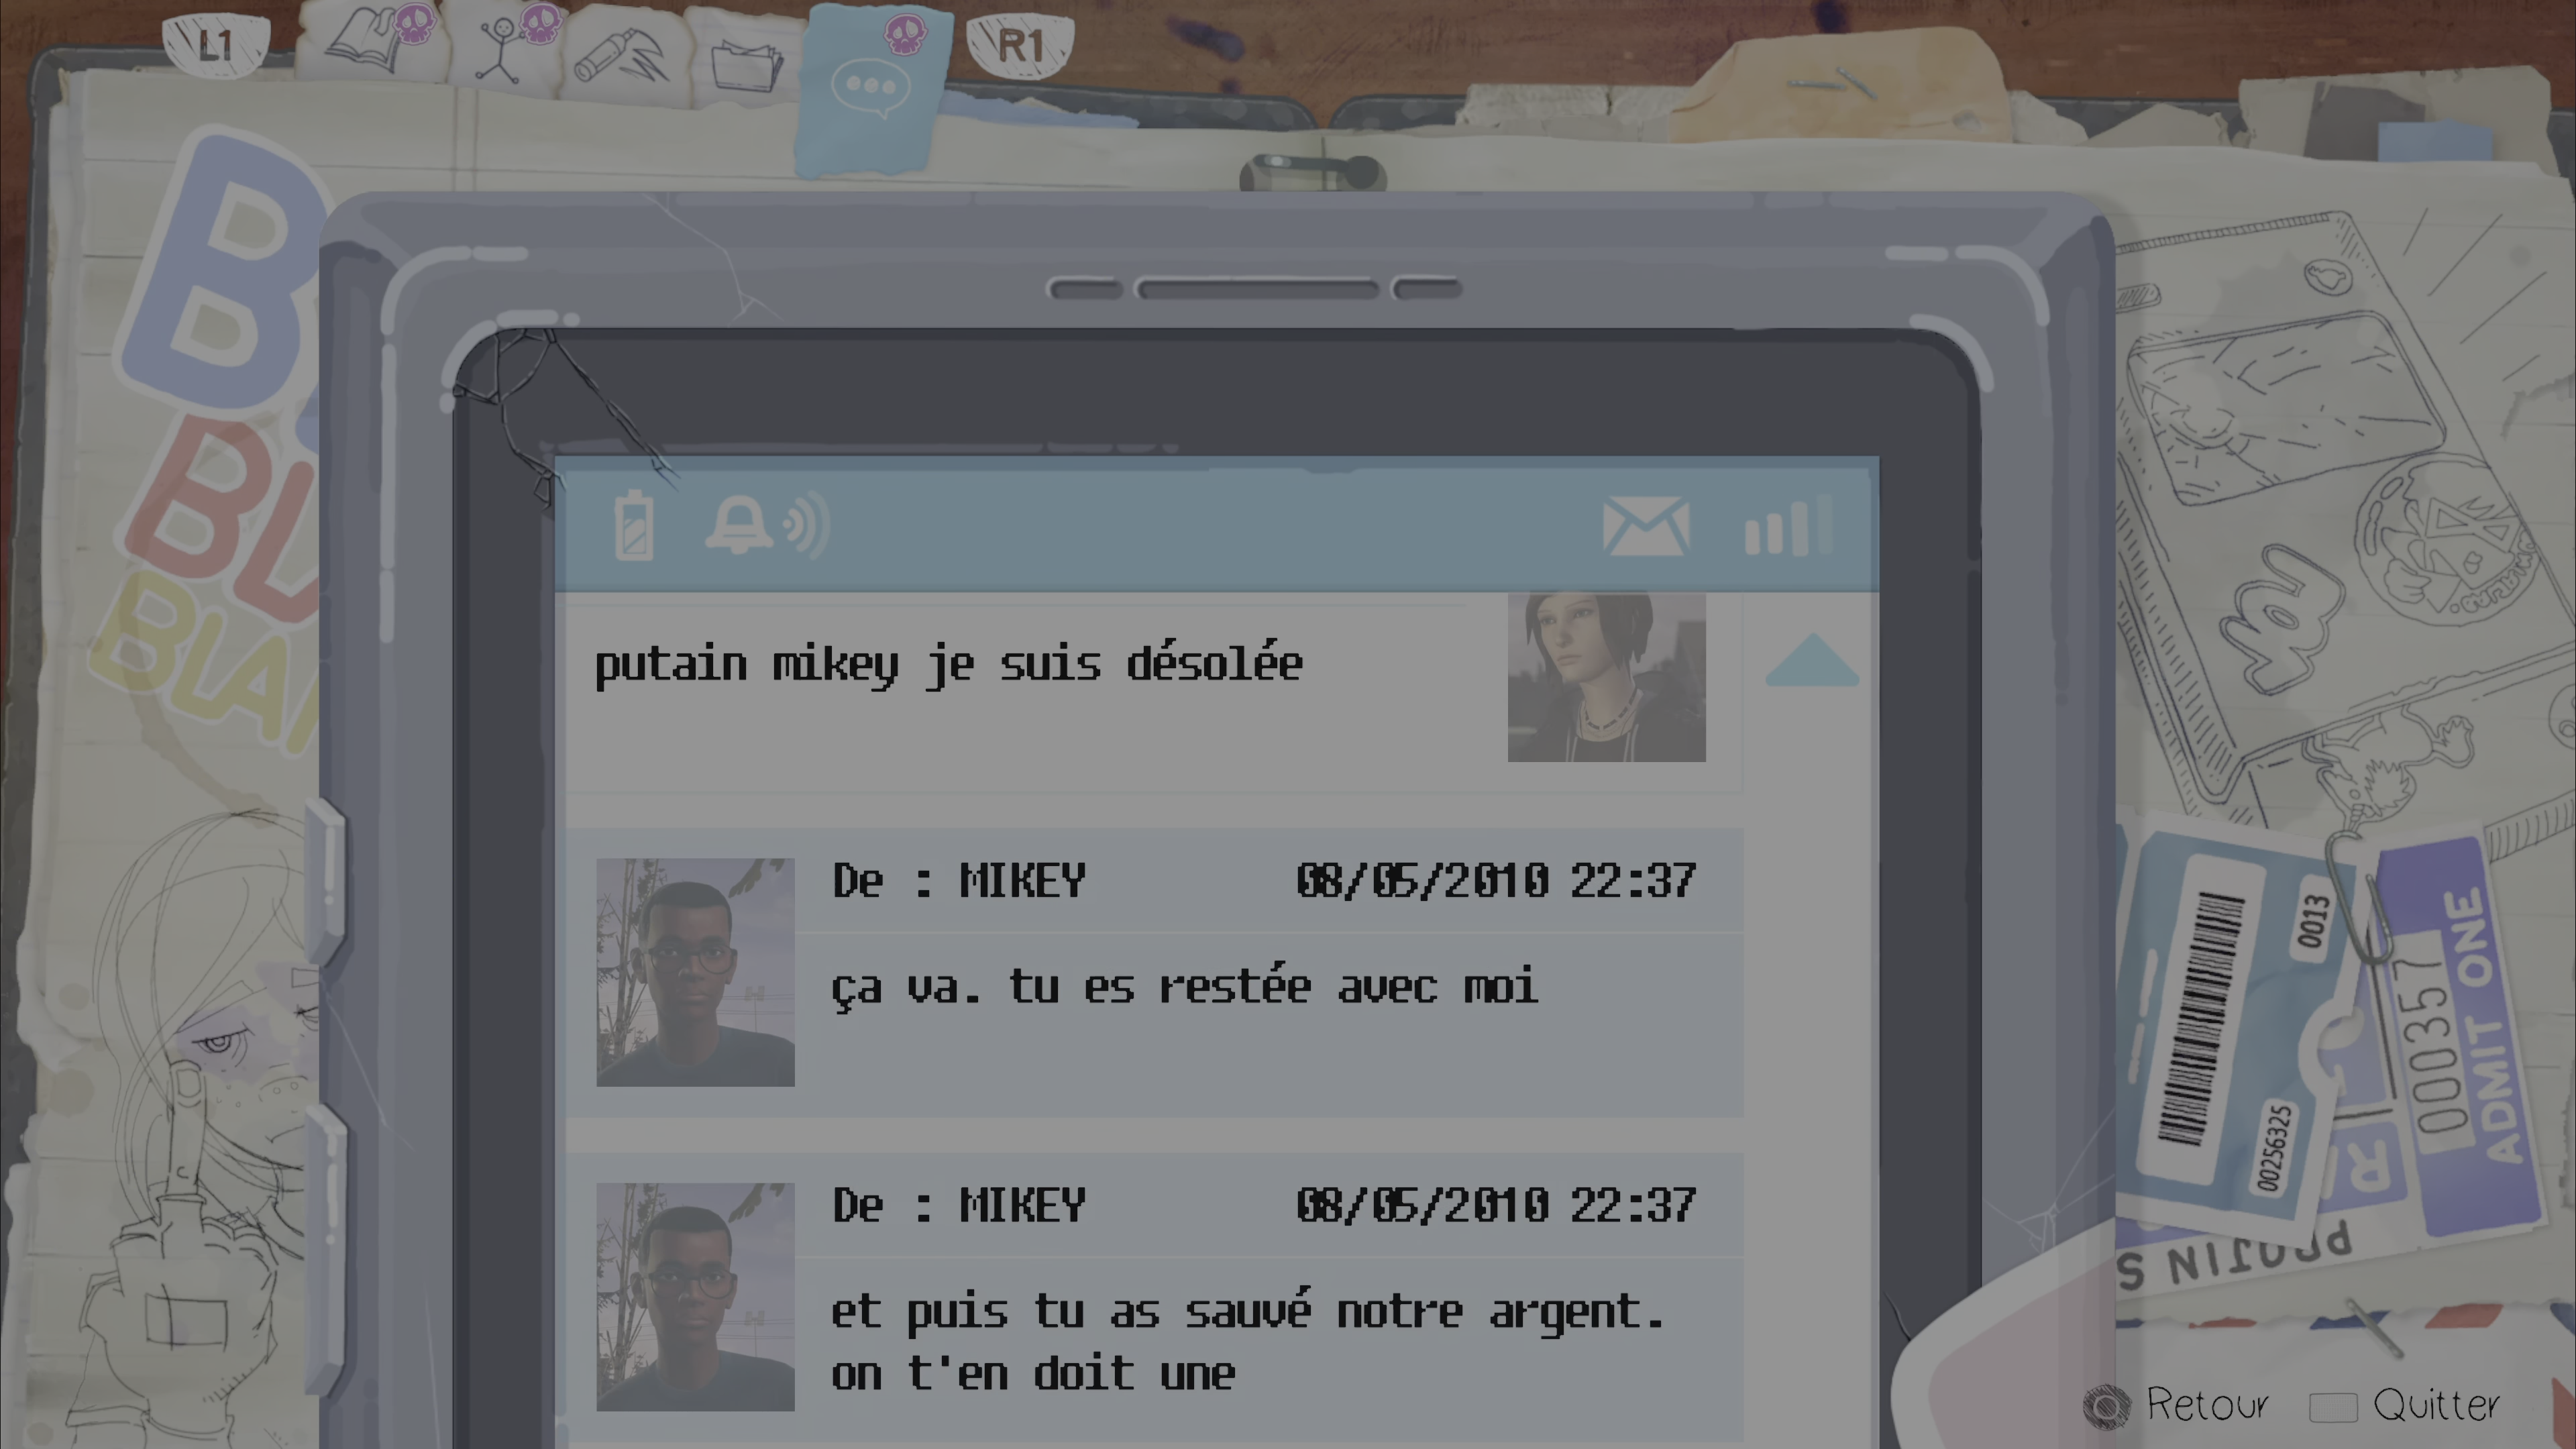 L1
R1
BL
BLA
putain mikey je suis désolée
De : MIKEY 08/05/2010 22:37
ça va. tu es restée avec moi
De : MIKEY 08/05/2010 22:37
et puis tu as sauvé notre argent.
on t'en doit une
0013
00256325
000357
ADMIT ONE
Retour
Quitter